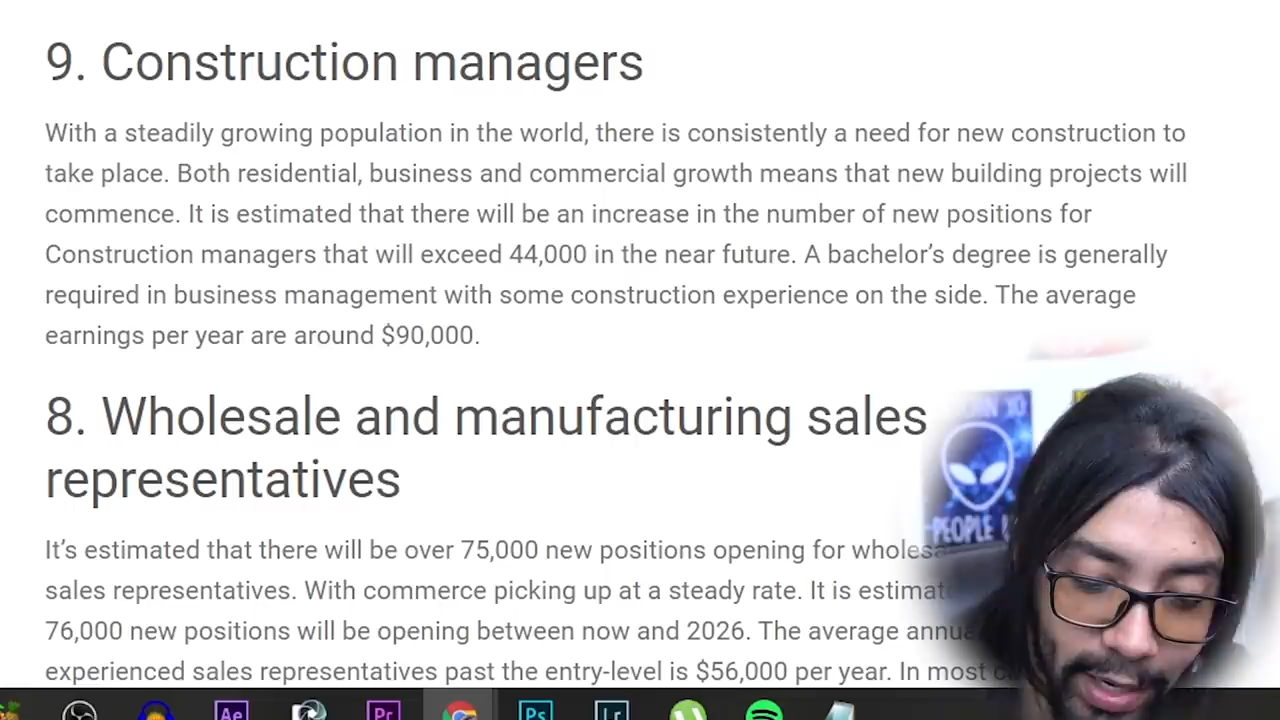 9. Construction managers
With a steadily growing population in the world, there is consistently a need for new construction to
take place. Both residential, business and commercial growth means that new building projects will
commence. It is estimated that there will be an increase in the number of new positions for
Construction managers that will exceed 44,000 in the near future. A bachelor’s degree is generally
required in business management with some construction experience on the side. The average
earnings per year are around $90,000.
8. Wholesale and manufacturing sales
representatives
It’s estimated that there will be over 75,000 new positions opening for
sales representatives. With commerce picking up at a steady rate. It is
76,000 new positions will be opening between now and 2026. The average
experienced sales representatives past the entry-level is $56,000 per year. In most
PEOPLE
Ae
Pr
Ps
Lr